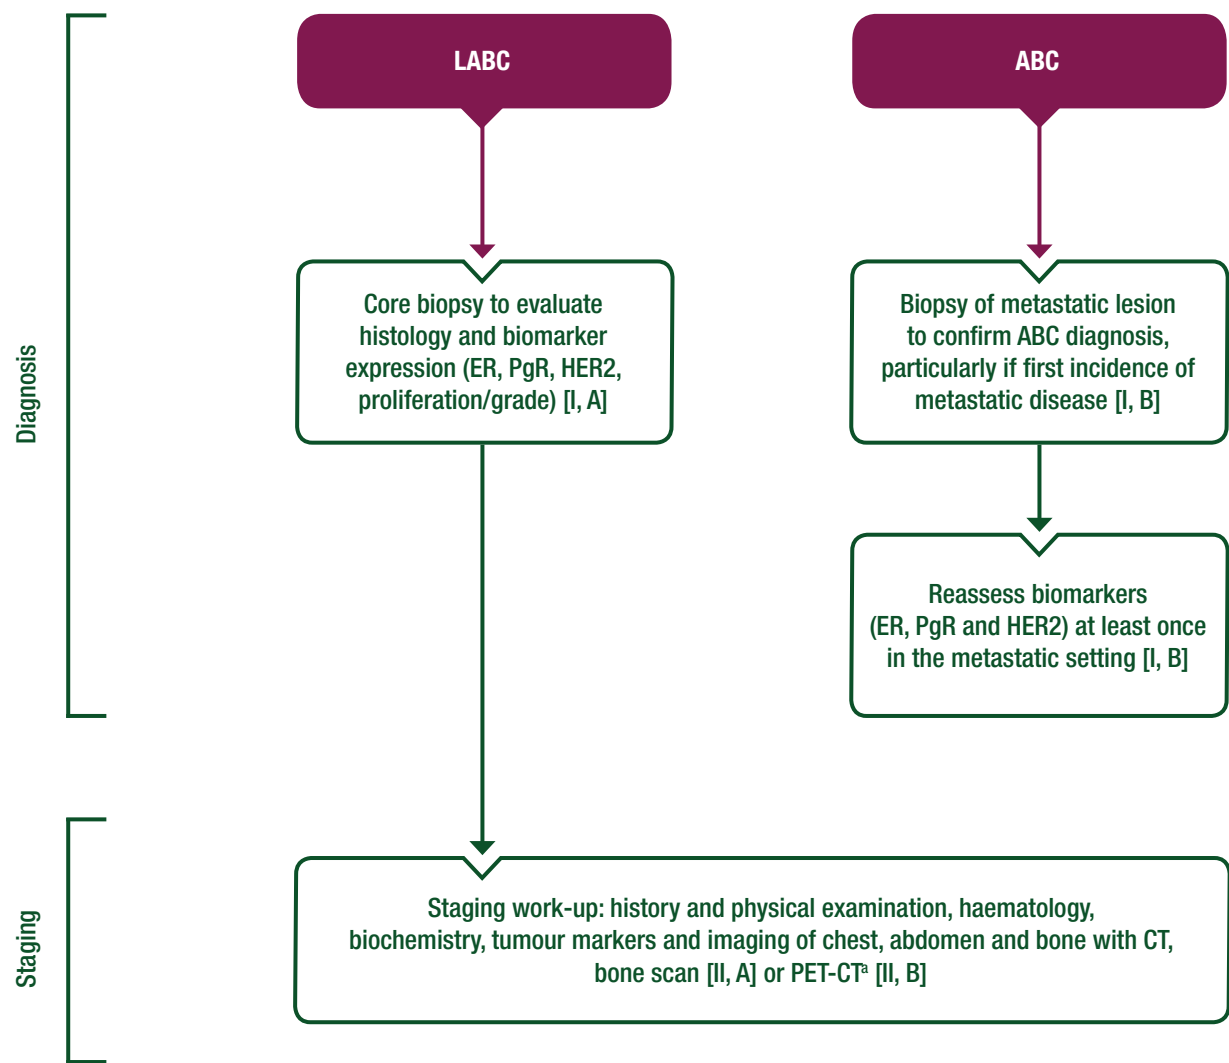 LABC
ABC
Diagnosis
Core biopsy to evaluate
histology and biomarker
expression (ER, PgR, HER2,
proliferation/grade) [I, A]
Biopsy of metastatic lesion
to confirm ABC diagnosis,
particularly if first incidence of
metastatic disease [I, B]
Reassess biomarkers
(ER, PgR and HER2) at least once
in the metastatic setting [I, B]
Staging
Staging work-up: history and physical examination, haematology,
biochemistry, tumour markers and imaging of chest, abdomen and bone with CT,
bone scan [II, A] or PET-CTª [II, B]